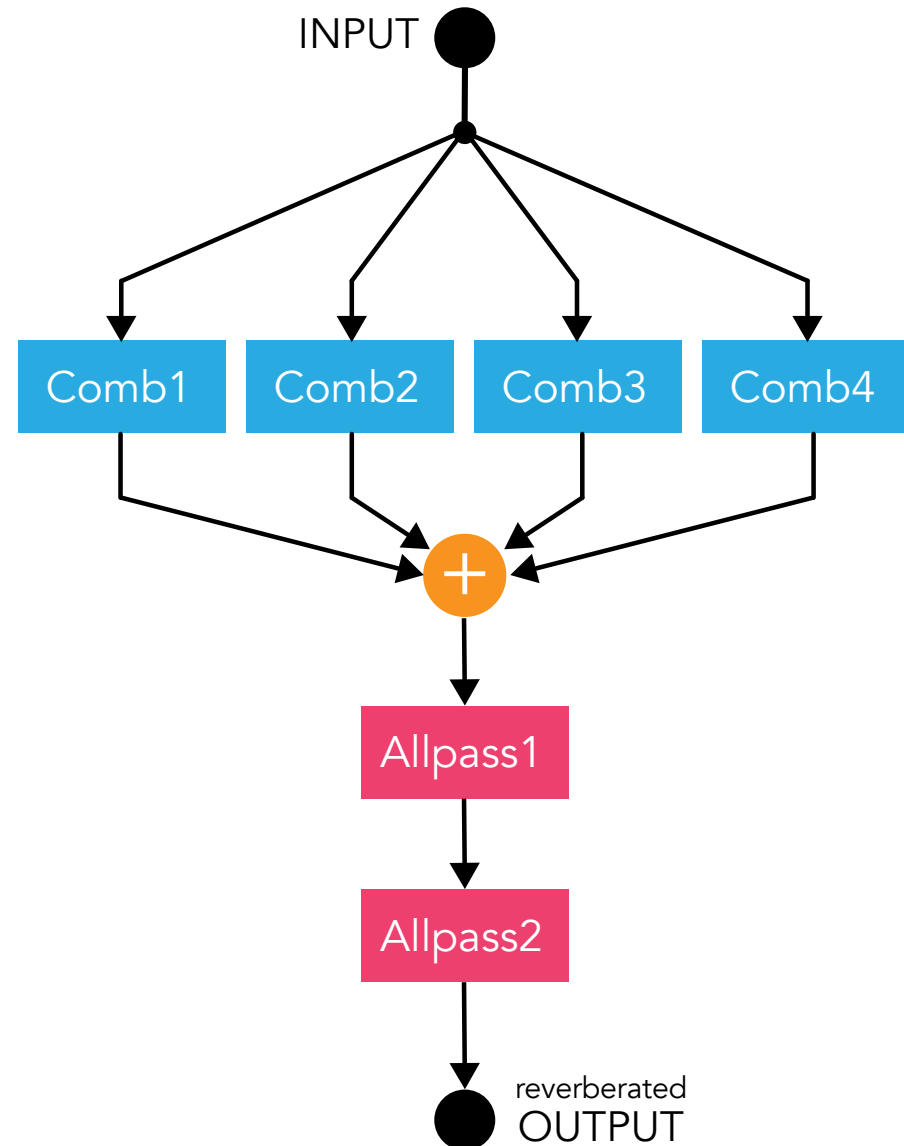 INPUT
Comb1
Comb2
Comb3
Comb4
+
Allpass1
Allpass2
reverberated
OUTPUT